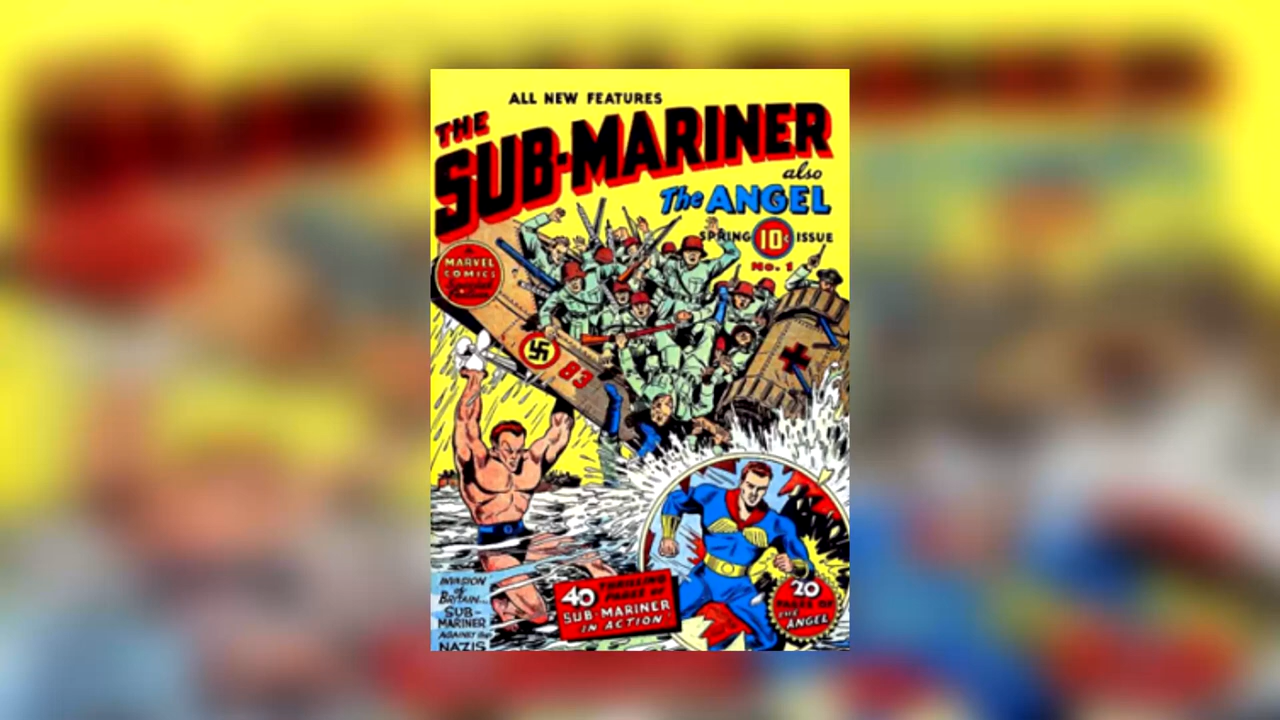 ALL NEW FEATURES
THE
SUB-MARINER
also
The ANGEL
SPRING 10¢ ISSUE
No. 1
A
MARVEL
COMICS
Special
Feature
83
INVASION
of
BRITAIN...
SUB-
MARINER
AGAINST the
NAZIS
40 THRILLING
PAGES OF
SUB-MARINER
IN ACTION!
20
PAGES OF
THE
ANGEL